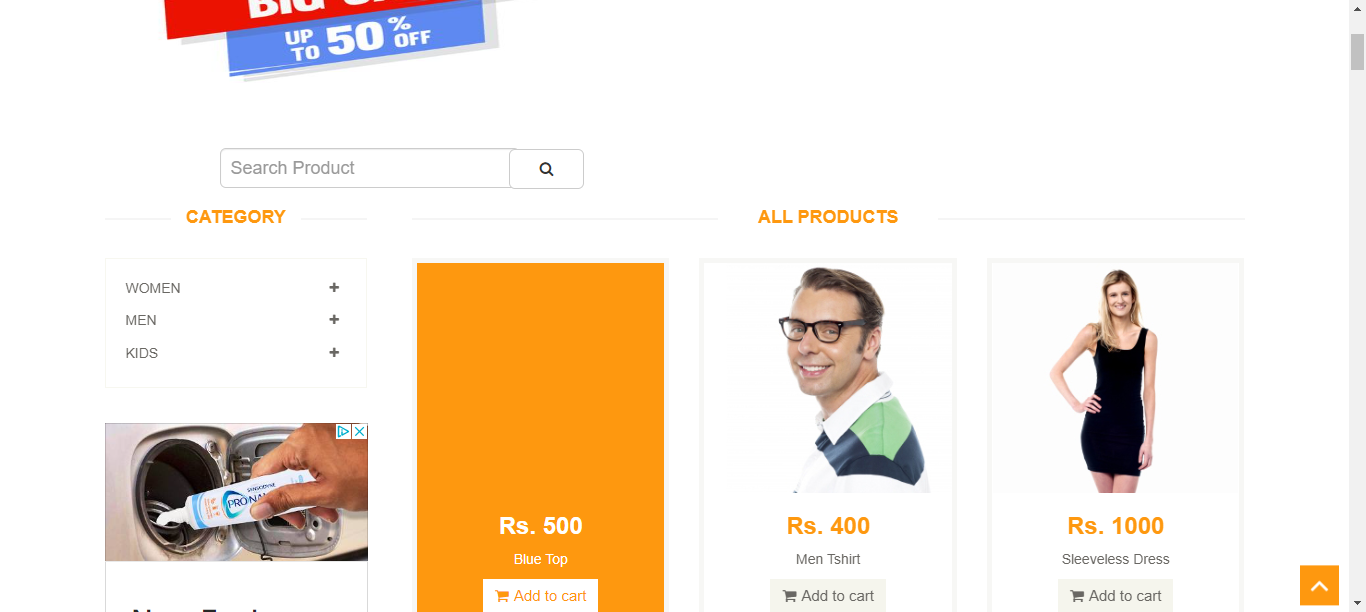 UP TO 50% OFF
Search Product
CATEGORY
ALL PRODUCTS
WOMEN
MEN
KIDS
SENSODYNE
Rs. 500
Blue Top
Add to cart
Rs. 400
Men Tshirt
Add to cart
Rs. 1000
Sleeveless Dress
Add to cart